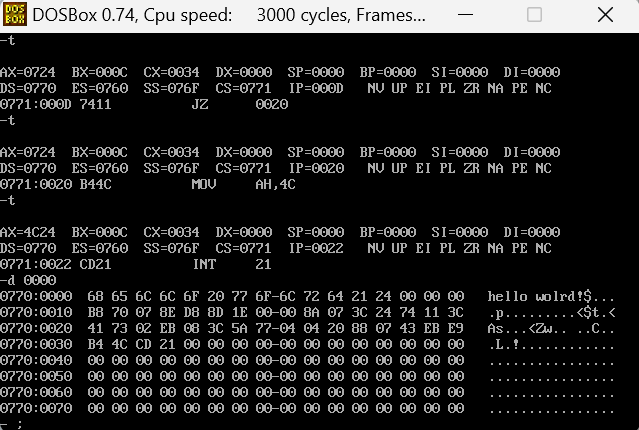 DOS
BOX
DOSBox 0.74, Cpu speed:    3000 cycles, Frames...
-t
AX=0724  BX=000C  CX=0034  DX=0000  SP=0000  BP=0000  SI=0000  DI=0000
DS=0770  ES=0760  SS=076F  CS=0771  IP=000D   NV UP EI PL ZR NA PE NC
0771:000D 7411          JZ      0020
-t
AX=0724  BX=000C  CX=0034  DX=0000  SP=0000  BP=0000  SI=0000  DI=0000
DS=0770  ES=0760  SS=076F  CS=0771  IP=0020   NV UP EI PL ZR NA PE NC
0771:0020 B44C          MOV     AH,4C
-t
AX=4C24  BX=000C  CX=0034  DX=0000  SP=0000  BP=0000  SI=0000  DI=0000
DS=0770  ES=0760  SS=076F  CS=0771  IP=0022   NV UP EI PL ZR NA PE NC
0771:0022 CD21          INT     21
-d 0000
0770:0000  68 65 6C 6C 6F 20 77 6F-6C 72 64 21 24 00 00 00   hello wolrd!$...
0770:0010  B8 70 07 8E D8 8D 1E 00-00 8A 07 3C 24 74 11 3C   .p.........<$t.<
0770:0020  41 73 02 EB 08 3C 5A 77-04 04 20 88 07 43 EB E9   As...<Zw.. ..C..
0770:0030  B4 4C CD 21 00 00 00 00-00 00 00 00 00 00 00 00   .L.!............
0770:0040  00 00 00 00 00 00 00 00-00 00 00 00 00 00 00 00   ................
0770:0050  00 00 00 00 00 00 00 00-00 00 00 00 00 00 00 00   ................
0770:0060  00 00 00 00 00 00 00 00-00 00 00 00 00 00 00 00   ................
0770:0070  00 00 00 00 00 00 00 00-00 00 00 00 00 00 00 00   ................
- ;